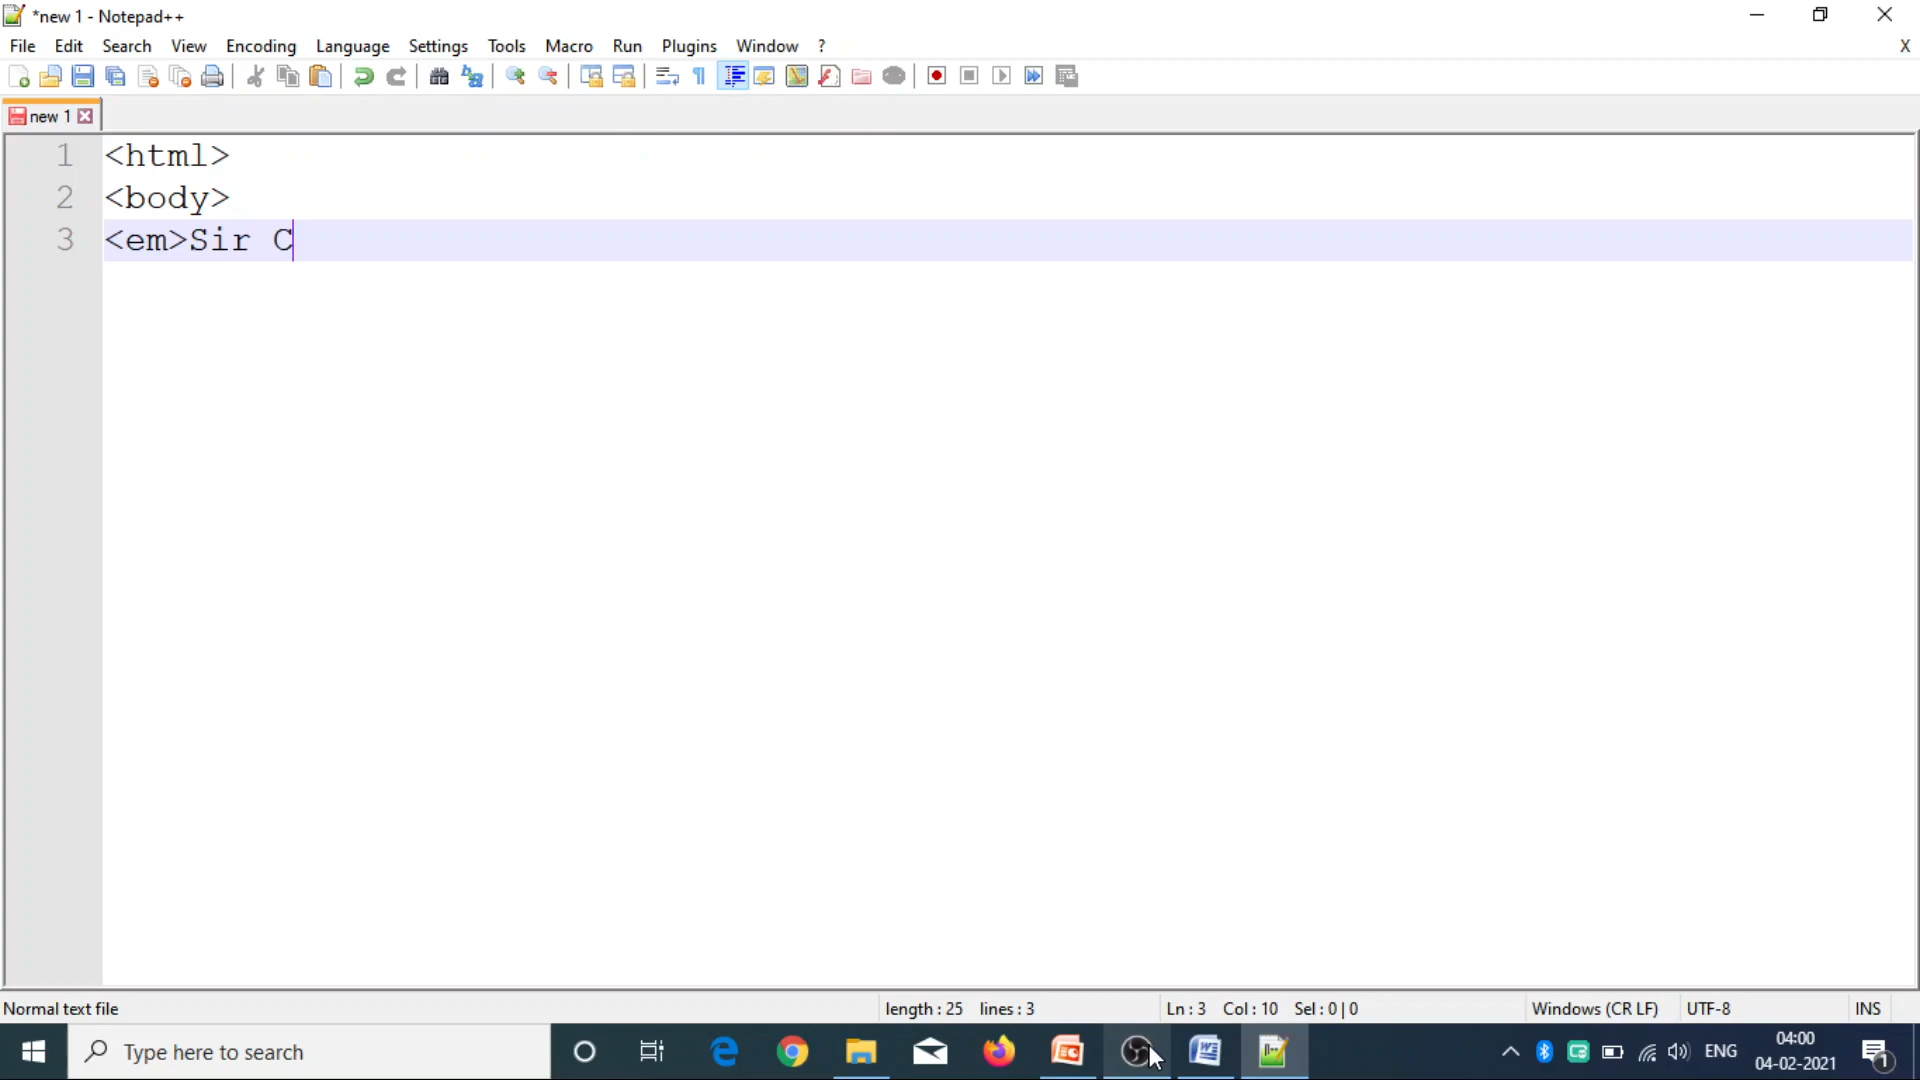 *new 1 - Notepad++
File Edit Search View Encoding Language Settings Tools Macro Run Plugins Window ? X
new 1
1 <html>
2 <body>
3 <em>Sir C
Normal text file length : 25 lines : 3 Ln : 3 Col : 10 Sel : 0 | 0 Windows (CR LF) UTF-8 INS
Type here to search ENG 04:00
04-02-2021 1